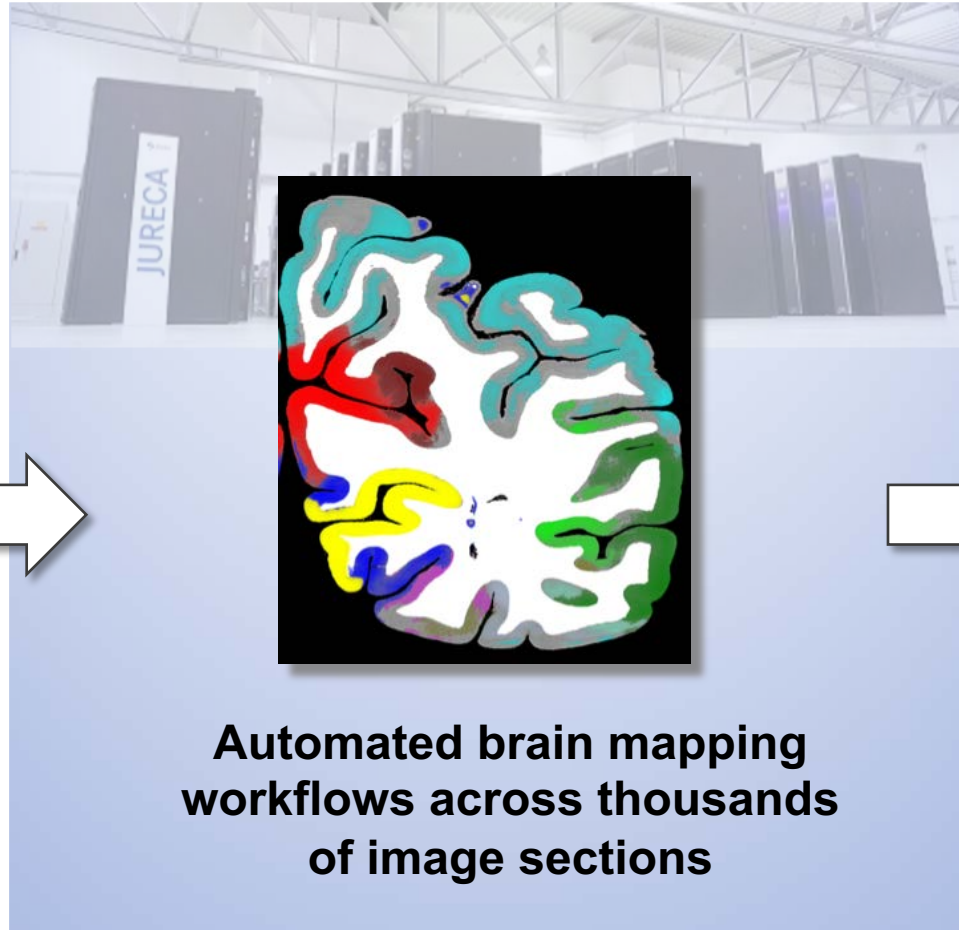 JURECA
Automated brain mapping
workflows across thousands
of image sections